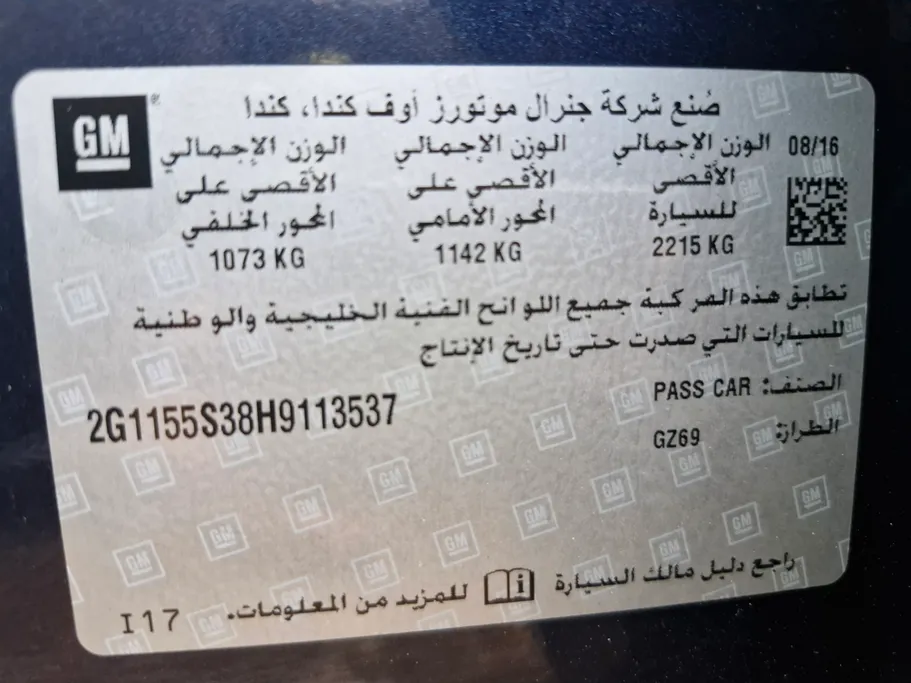 GM
®
صُنع شركة جنرال موتورز أوف كندا، كندا
08/16
الوزن الإجمالي الأقصى للسيارة
2215 KG
الوزن الإجمالي الأقصى على المحور الأمامي
1142 KG
الوزن الإجمالي الأقصى على المحور الخلفي
1073 KG
تطابق هذه المركبة جميع اللوائح الفنية الخليجية والوطنية
للسيارات التي صدرت حتى تاريخ الإنتاج
الصنف: PASS CAR
2G1155S38H9113537
الطراز: GZ69
راجع دليل مالك السيارة للمزيد من المعلومات.
I17